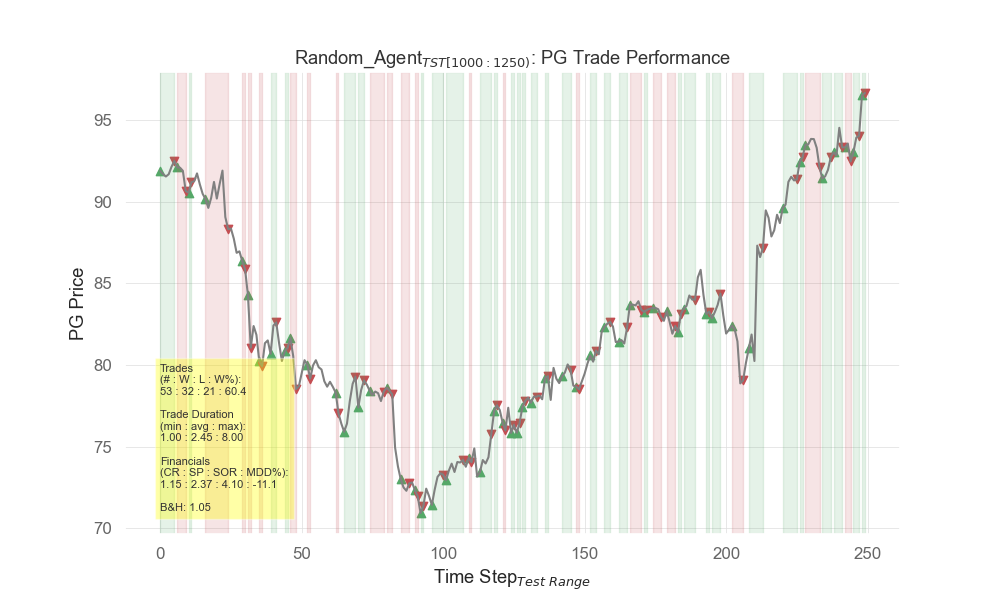 Random_Agent_TST[1000 : 1250): PG Trade Performance
PG Price
95
90
85
80
75
70
Trades
(# : W : L : W%):
53 : 32 : 21 : 60.4
Trade Duration
(min : avg : max):
1.00 : 2.45 : 8.00
Financials
(CR : SP : SOR : MDD%):
1.15 : 2.37 : 4.10 : -11.1
B&H: 1.05
0 50 100 150 200 250
Time Step Test Range